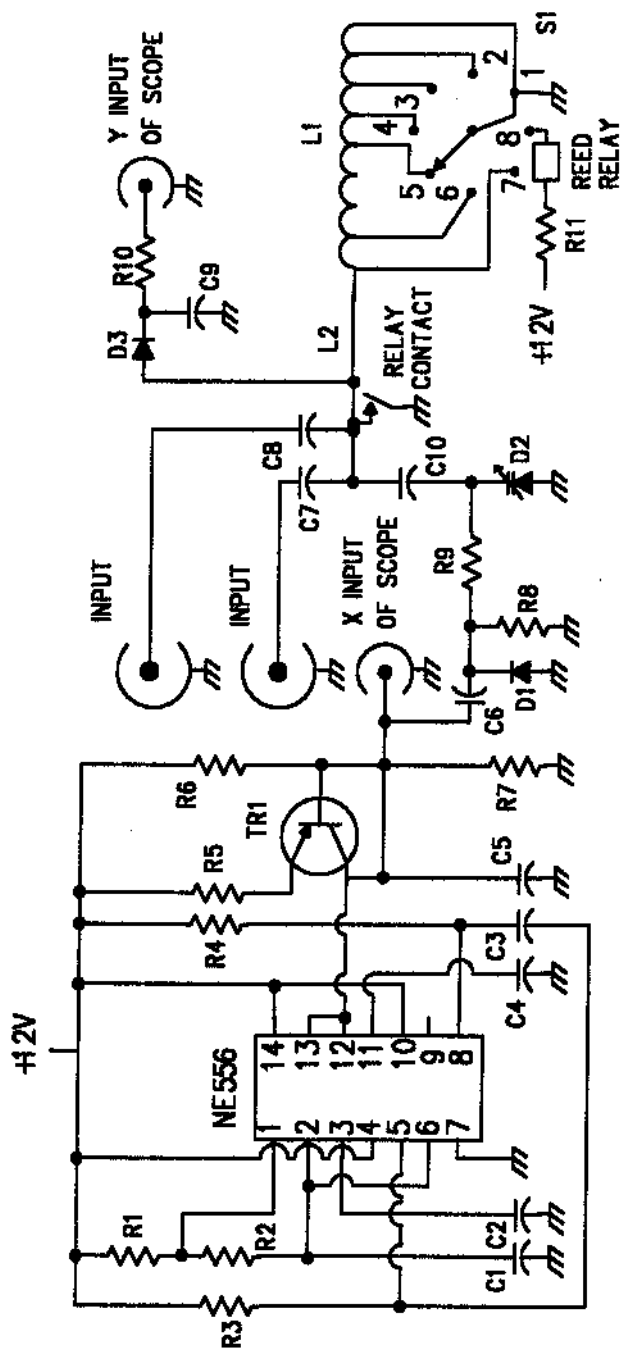 +12V
R1
R2
R3
C1
C2
NE556
1
2
3
4
5
6
7
14
13
12
11
10
9
8
R4
R5
R6
TR1
R7
C3
C4
C5
INPUT
INPUT
X INPUT
OF SCOPE
C6
D1
R8
R9
C7
C8
C10
D2
RELAY
CONTACT
Y INPUT
OF SCOPE
R10
D3
C9
L2
L1
1
2
3
4
5
6
7
8
S1
REED
RELAY
R11
+12V